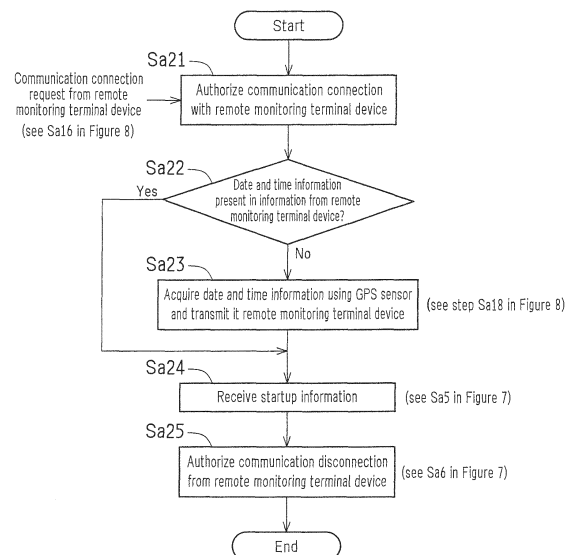 Start
Sa21
Communication connection
request from remote
monitoring terminal device
(see Sa16 in Figure 8)
Authorize communication connection
with remote monitoring terminal device
Sa22
Date and time information
present in information from remote
monitoring terminal device?
Yes
No
Sa23
Acquire date and time information using GPS sensor
and transmit it remote monitoring terminal device
(see step Sa18 in Figure 8)
Sa24
Receive startup information
(see Sa5 in Figure 7)
Sa25
Authorize communication disconnection
from remote monitoring terminal device
(see Sa6 in Figure 7)
End